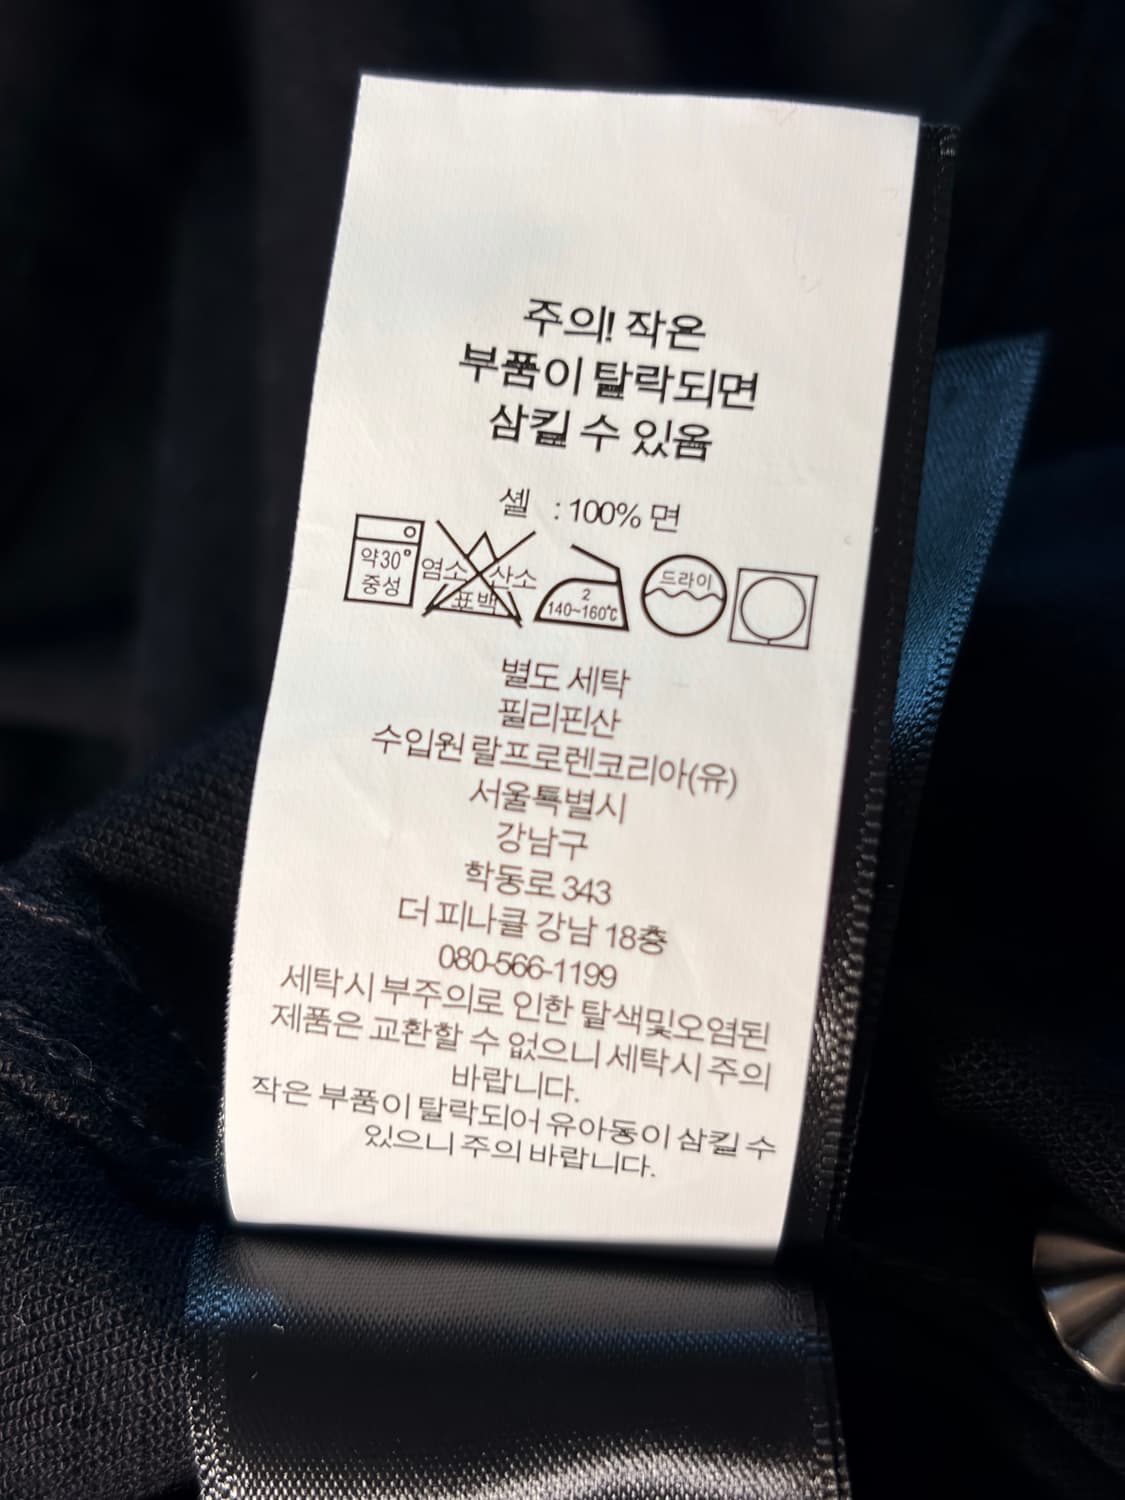 주의! 작은
부품이 탈락되면
삼킬 수 있음
셸 : 100% 면
약30° 중성
염소 산소 표백
2 140~160℃
드라이
별도 세탁
필리핀산
수입원 랄프로렌코리아(유)
서울특별시
강남구
학동로 343
더 피나클 강남 18층
080-566-1199
세탁시 부주의로 인한 탈색및오염된
제품은 교환할 수 없으니 세탁시 주의
바랍니다.
작은 부품이 탈락되어 유아동이 삼킬 수
있으니 주의 바랍니다.